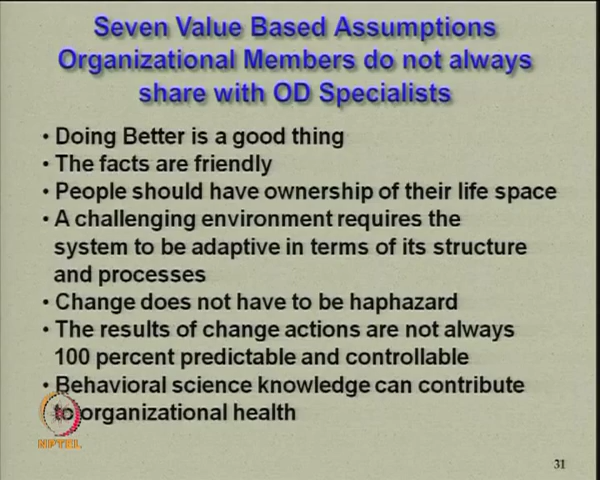 Seven Value Based Assumptions
Organizational Members do not always
share with OD Specialists
• Doing Better is a good thing
• The facts are friendly
• People should have ownership of their life space
• A challenging environment requires the
system to be adaptive in terms of its structure
and processes
• Change does not have to be haphazard
• The results of change actions are not always
100 percent predictable and controllable
• Behavioral science knowledge can contribute
to organizational health
NPTEL
31